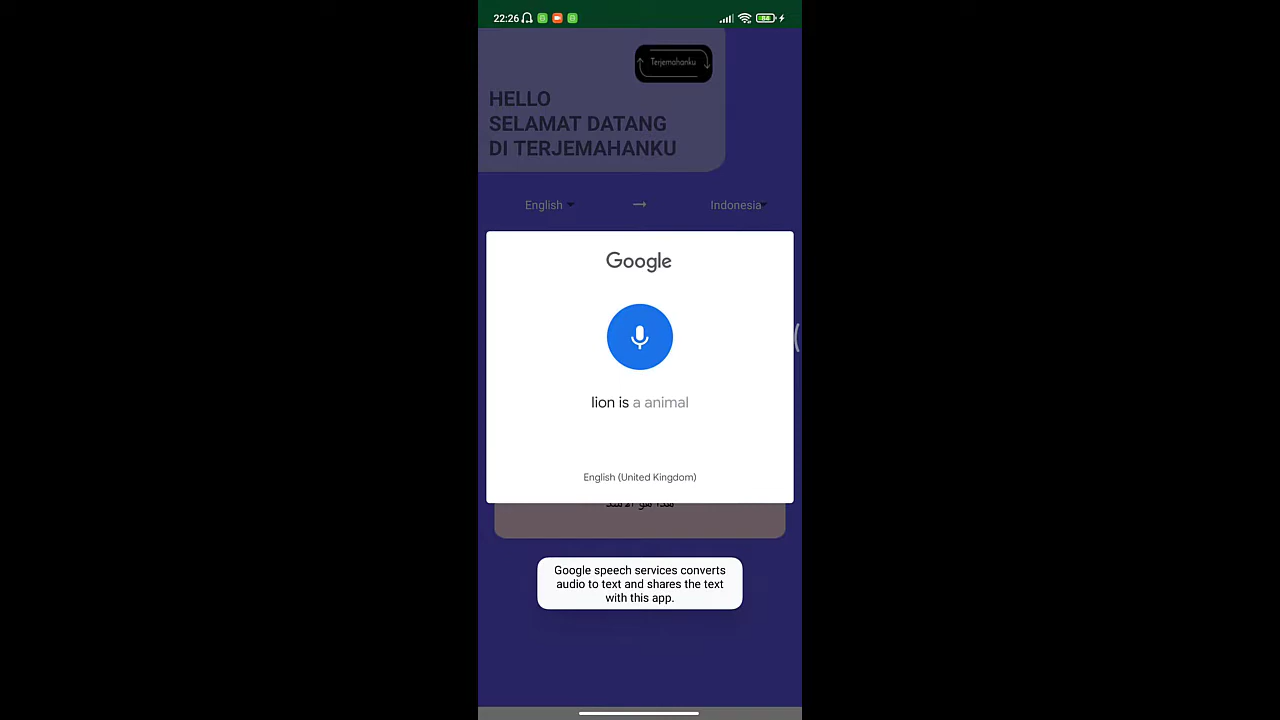 22:26
84
Terjemahanku
HELLO
SELAMAT DATANG
DI TERJEMAHANKU
English
Indonesia
Google
lion is a animal
English (United Kingdom)
Google speech services converts
audio to text and shares the text
with this app.